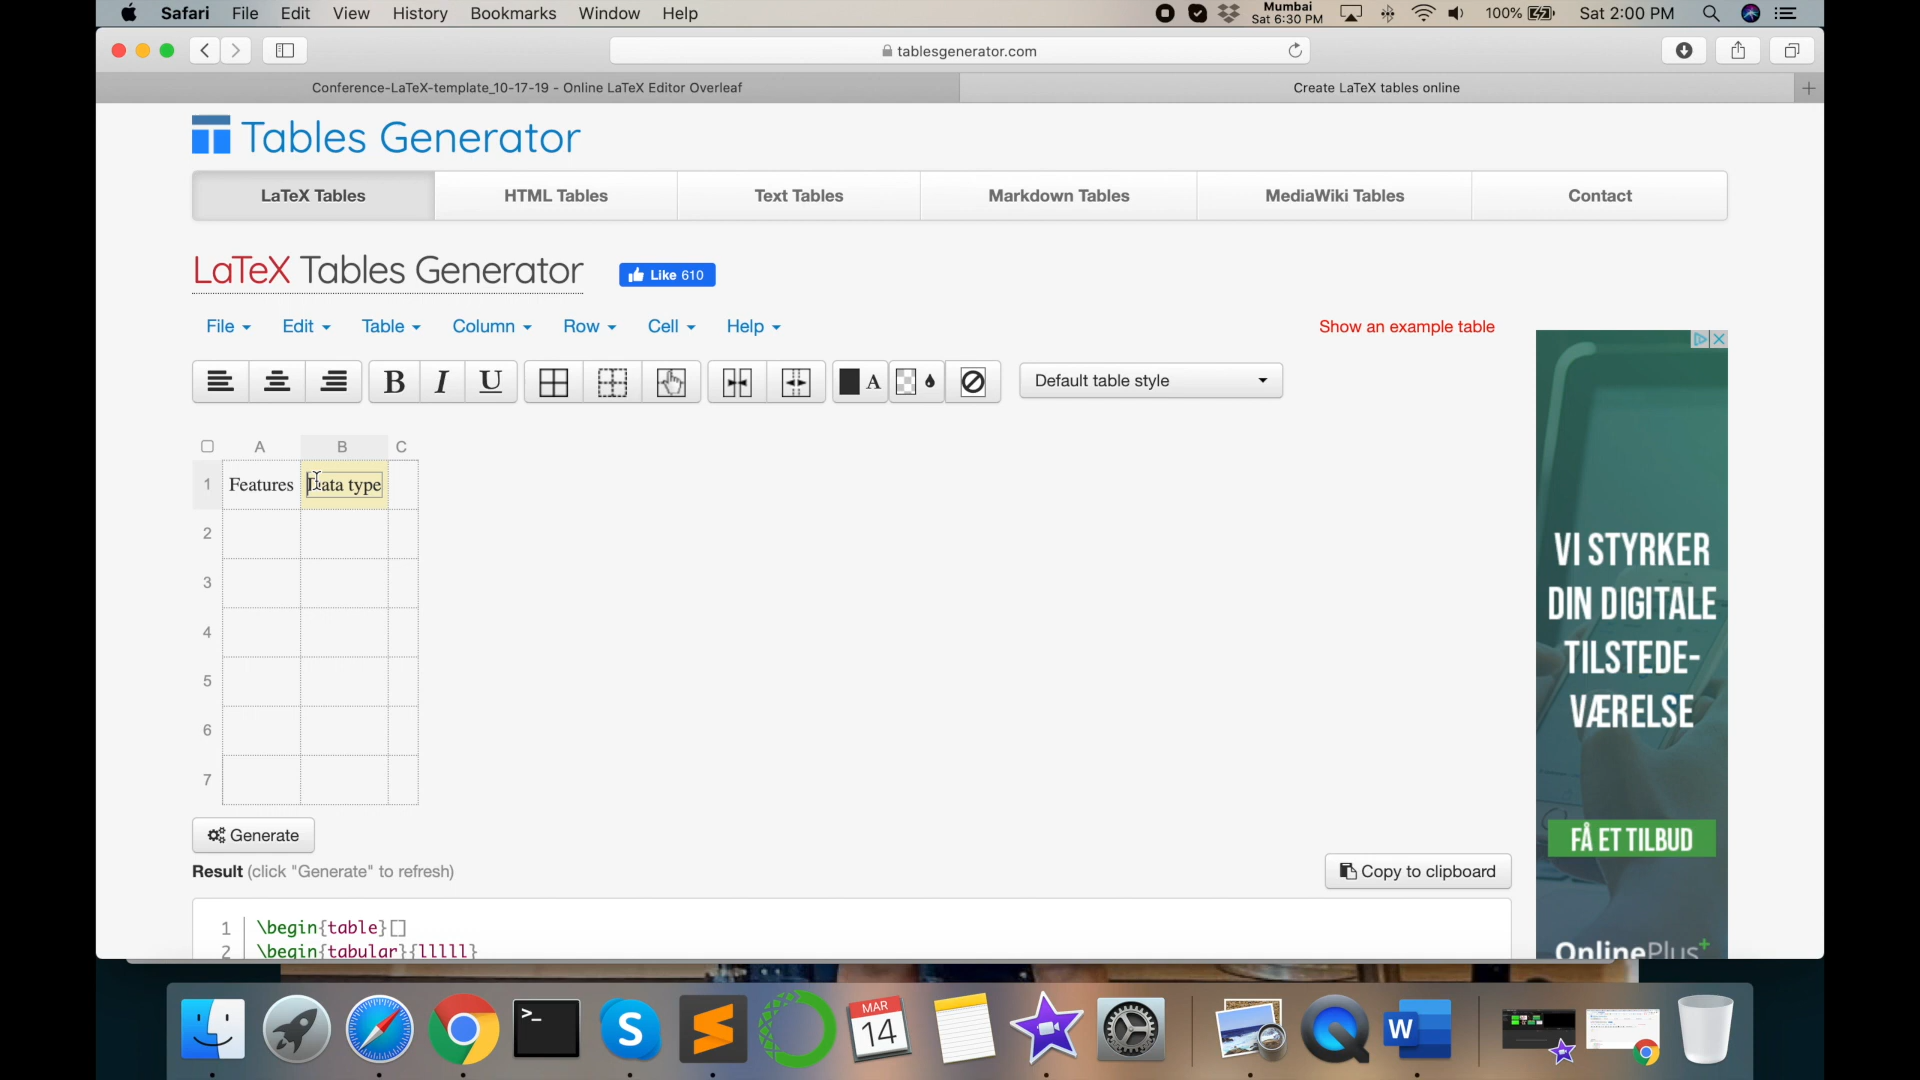 Safari File Edit View History Bookmarks Window Help Mumbai Sat 6:30 PM 100% Sat 2:00 PM
tablesgenerator.com
Conference-LaTeX-template_10-17-19 - Online LaTeX Editor Overleaf Create LaTeX tables online
Tables Generator
LaTeX Tables HTML Tables Text Tables Markdown Tables MediaWiki Tables Contact
LaTeX Tables Generator Like 610
File Edit Table Column Row Cell Help Show an example table
B I U A Default table style
A B C
1 Features Data type
2
3
4
5
6
7
Generate
Result (click "Generate" to refresh) Copy to clipboard
1 \begin{table}[]
2 \begin{tabular}{lllll}
VI STYRKER
DIN DIGITALE
TILSTEDE-
VÆRELSE
FÅ ET TILBUD
OnlinePlus+
>_ S MAR 14 W